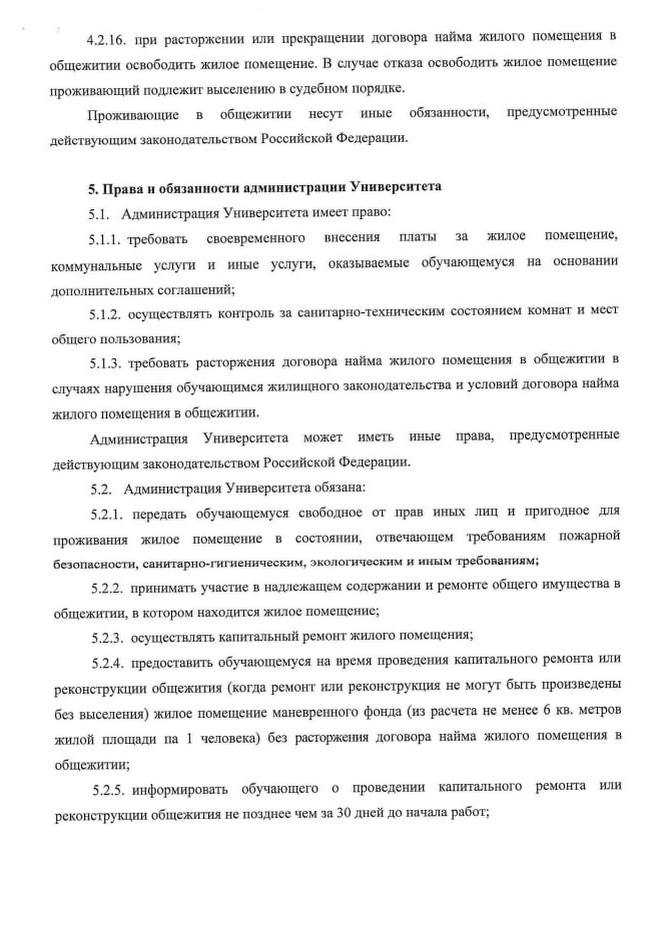 4.2.16. при расторжении или прекращении договора найма жилого помещения в
общежитии освободить жилое помещение. В случае отказа освободить жилое помещение
проживающий подлежит выселению в судебном порядке.
Проживающие в общежитии несут иные обязанности, предусмотренные
действующим законодательством Российской Федерации.
5. Права и обязанности администрации Университета
5.1. Администрация Университета имеет право:
5.1.1. требовать своевременного внесения платы за жилое помещение,
коммунальные услуги и иные услуги, оказываемые обучающемуся на основании
дополнительных соглашений;
5.1.2. осуществлять контроль за санитарно-техническим состоянием комнат и мест
общего пользования;
5.1.3. требовать расторжения договора найма жилого помещения в общежитии в
случаях нарушения обучающимся жилищного законодательства и условий договора найма
жилого помещения в общежитии.
Администрация Университета может иметь иные права, предусмотренные
действующим законодательством Российской Федерации.
5.2. Администрация Университета обязана:
5.2.1. передать обучающемуся свободное от прав иных лиц и пригодное для
проживания жилое помещение в состоянии, отвечающем требованиям пожарной
безопасности, санитарно-гигиеническим, экологическим и иным требованиям;
5.2.2. принимать участие в надлежащем содержании и ремонте общего имущества в
общежитии, в котором находится жилое помещение;
5.2.3. осуществлять капитальный ремонт жилого помещения;
5.2.4. предоставить обучающемуся на время проведения капитального ремонта или
реконструкции общежития (когда ремонт или реконструкция не могут быть произведены
без выселения) жилое помещение маневренного фонда (из расчета не менее 6 кв. метров
жилой площади па 1 человека) без расторжения договора найма жилого помещения в
общежитии;
5.2.5. информировать обучающего о проведении капитального ремонта или
реконструкции общежития не позднее чем за 30 дней до начала работ;